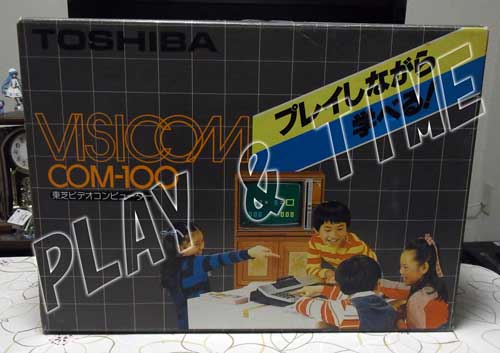 TOSHIBA
プレイしながら
学べる!
VISICOM
COM-100
東芝ビデオコンピューター
PLAY & TIME